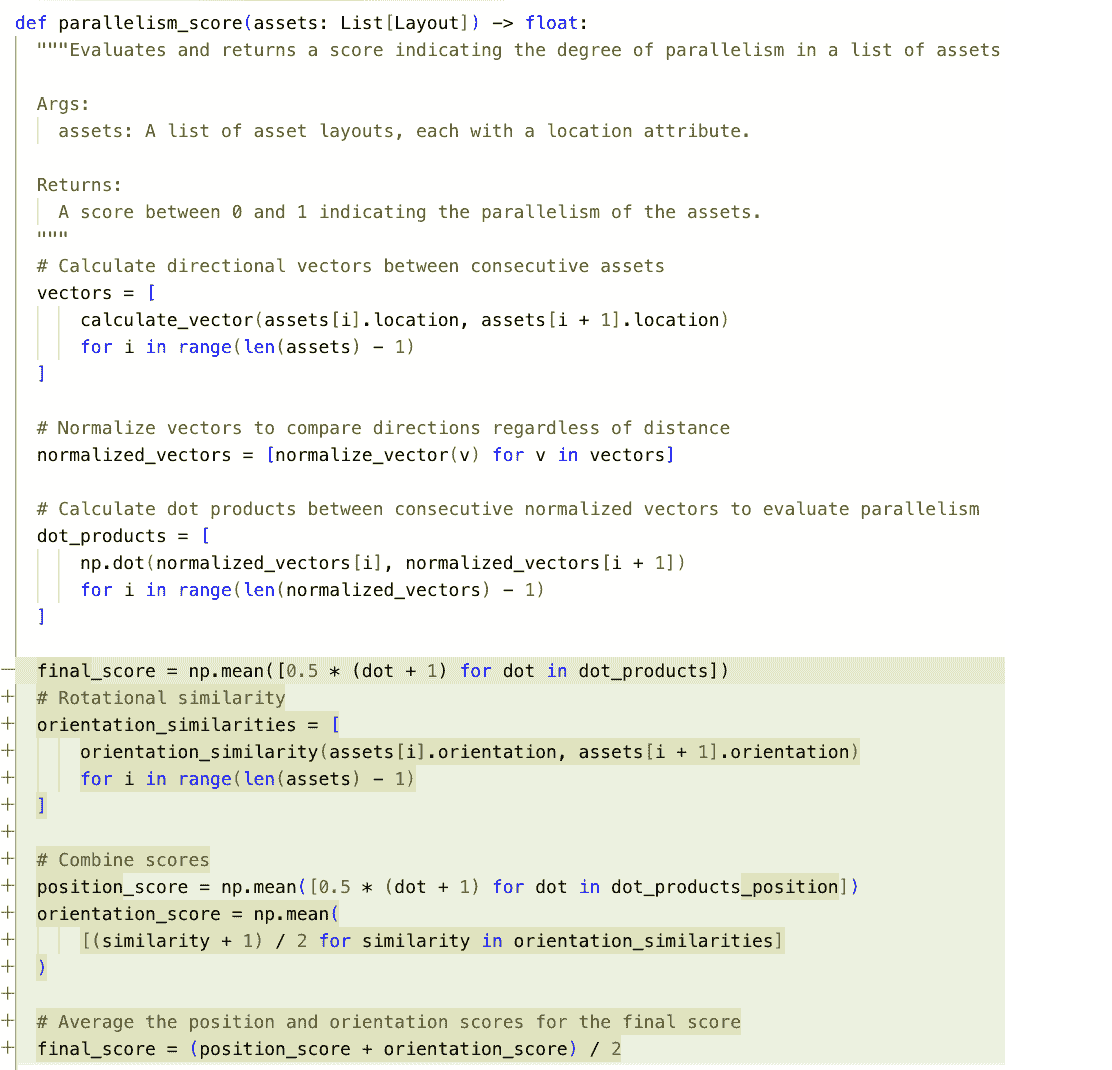 def parallelism_score(assets: List[Layout]) -> float:
"""Evaluates and returns a score indicating the degree of parallelism in a list of assets
Args:
assets: A list of asset layouts, each with a location attribute.
Returns:
A score between 0 and 1 indicating the parallelism of the assets.
"""
# Calculate directional vectors between consecutive assets
vectors = [
calculate_vector(assets[i].location, assets[i + 1].location)
for i in range(len(assets) - 1)
]
# Normalize vectors to compare directions regardless of distance
normalized_vectors = [normalize_vector(v) for v in vectors]
# Calculate dot products between consecutive normalized vectors to evaluate parallelism
dot_products = [
np.dot(normalized_vectors[i], normalized_vectors[i + 1])
for i in range(len(normalized_vectors) - 1)
]
— final_score = np.mean([0.5 * (dot + 1) for dot in dot_products])
+ # Rotational similarity
+ orientation_similarities = [
+ orientation_similarity(assets[i].orientation, assets[i + 1].orientation)
+ for i in range(len(assets) - 1)
+ ]
+
+ # Combine scores
+ position_score = np.mean([0.5 * (dot + 1) for dot in dot_products_position])
+ orientation_score = np.mean(
+ [(similarity + 1) / 2 for similarity in orientation_similarities]
+ )
+
+ # Average the position and orientation scores for the final score
+ final_score = (position_score + orientation_score) / 2